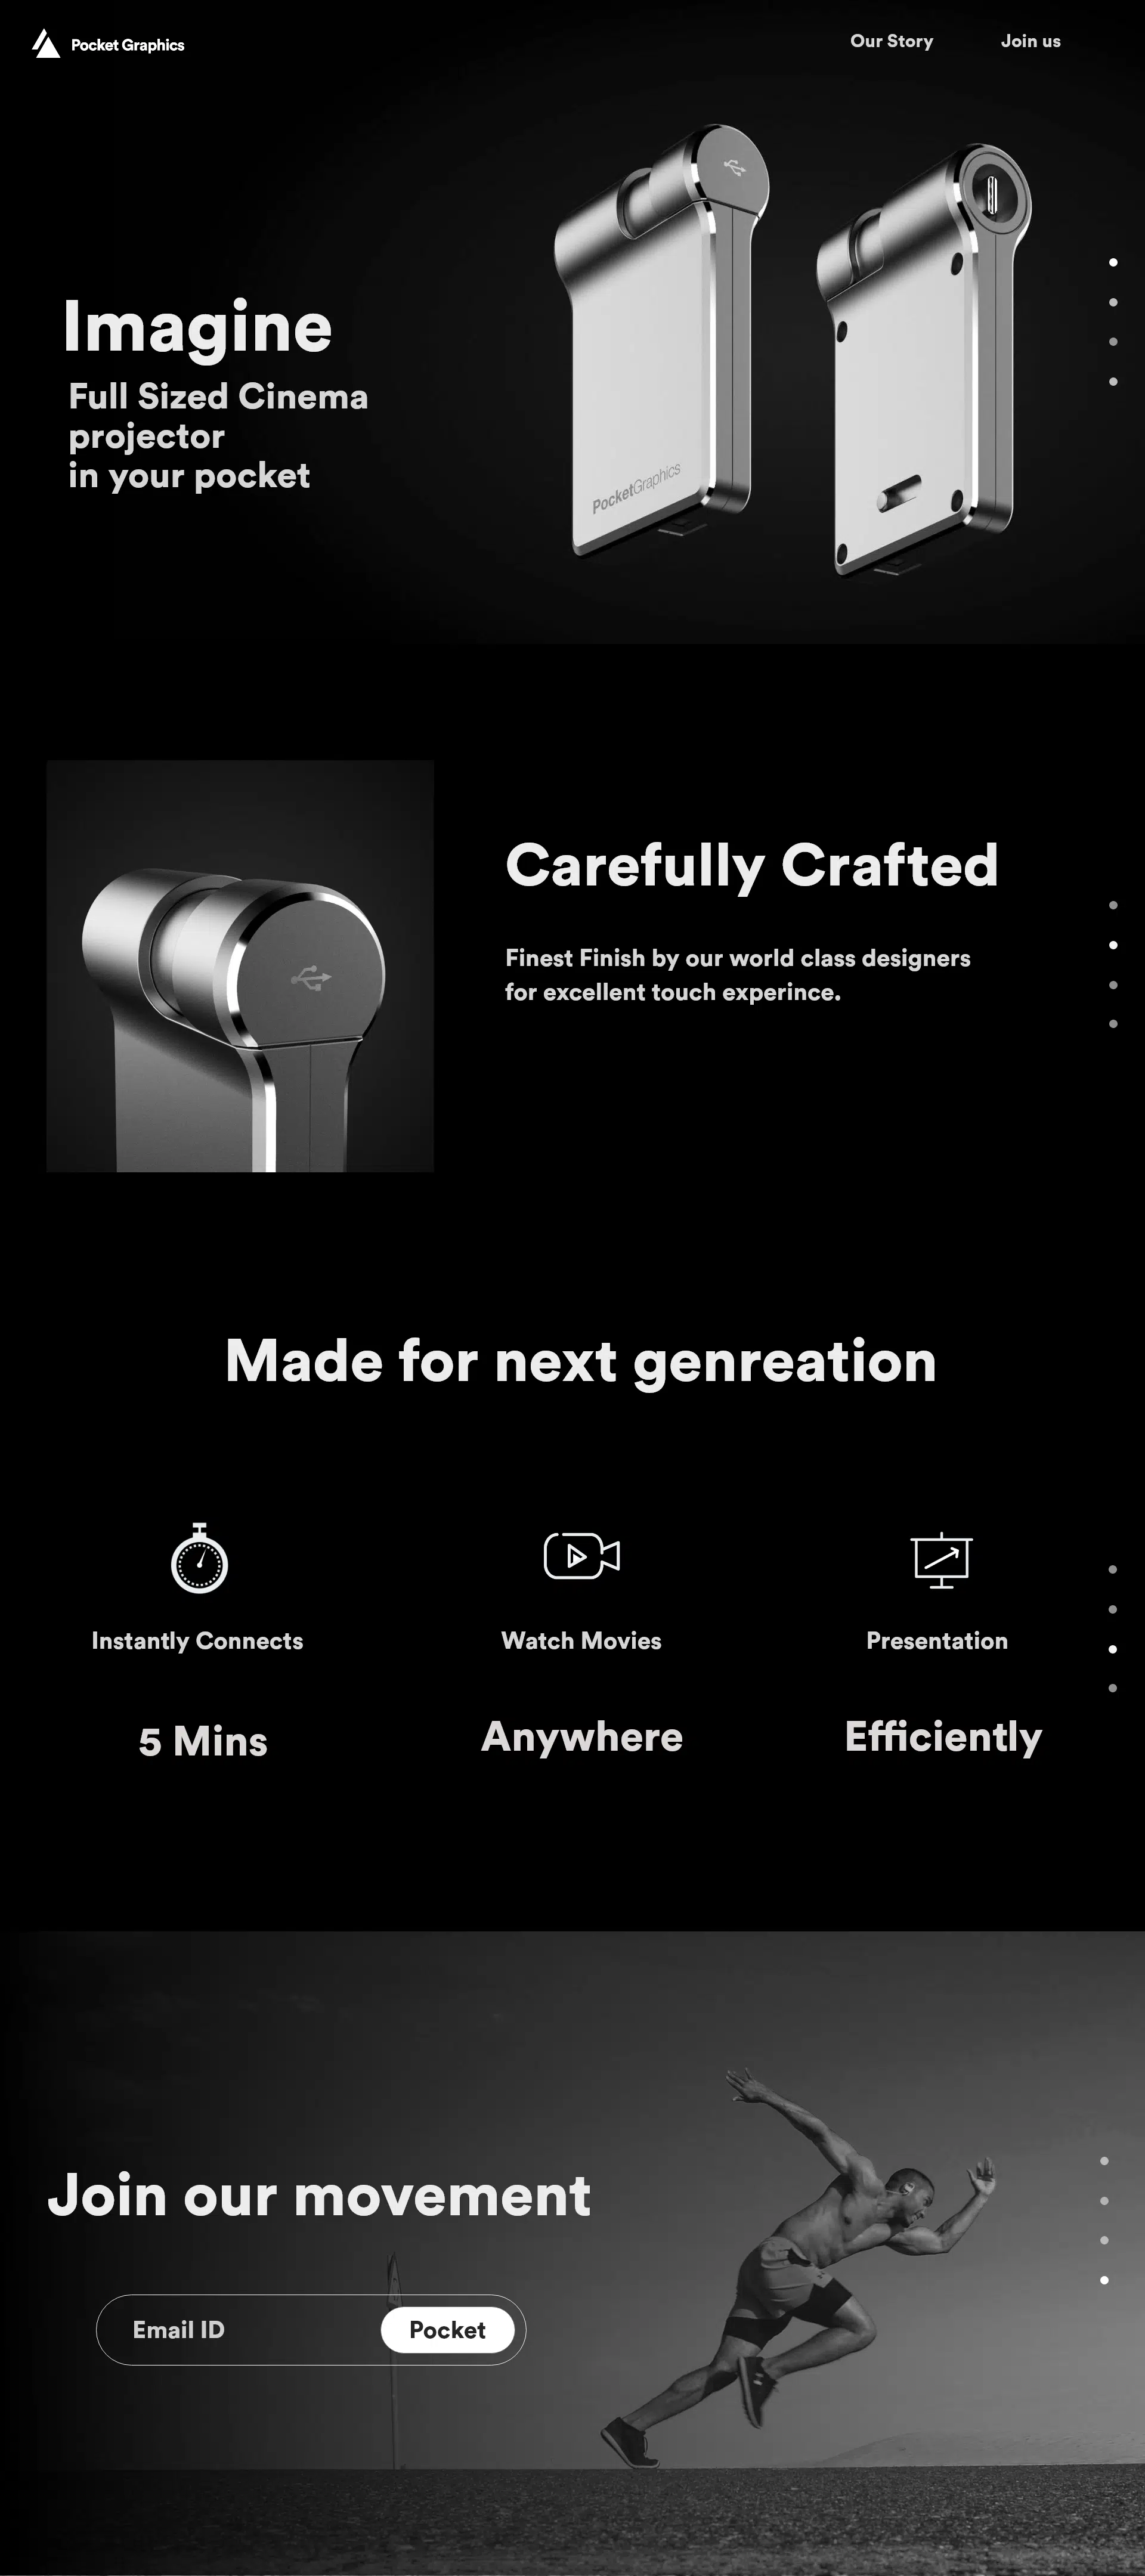 Pocket Graphics
Our Story
Join us
Imagine
Full Sized Cinema
projector
in your pocket
PocketGraphics
Carefully Crafted
Finest Finish by our world class designers
for excellent touch experince.
Made for next genreation
Instantly Connects
Watch Movies
Presentation
5 Mins
Anywhere
Efficiently
Join our movement
Email ID
Pocket